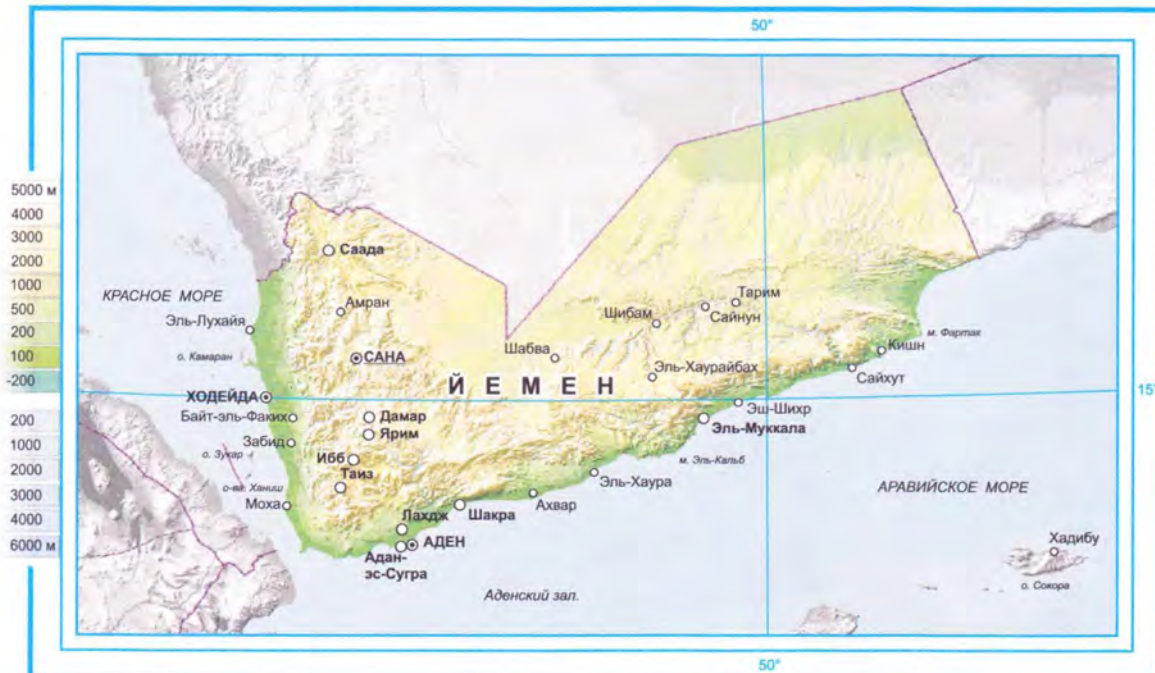 50°
5000 м
4000
3000
2000
1000
500
200
100
-200
200
1000
2000
3000
4000
6000 м
Саада
КРАСНОЕ МОРЕ
Амран
Тарим
Сайнун
Шибам
Эль-Лухайя
м. Фартак
о. Камаран
САНА
Шабва
Кишн
Эль-Хаурайбах
Сайхут
ЙЕМЕН
15°
ХОДЕЙДА
Эш-Шихр
Байт-эль-Факих
Дамар
Эль-Муккала
Ярим
Забид
о. Зукар
Ибб
м. Эль-Кальб
Таиз
Эль-Хаура
о-ва. Ханиш
АРАВИЙСКОЕ МОРЕ
Моха
Ахвар
Шакра
Лахдж
АДЕН
Адан-
эс-Сугра
Хадибу
о. Сокора
Аденский зал.
50°